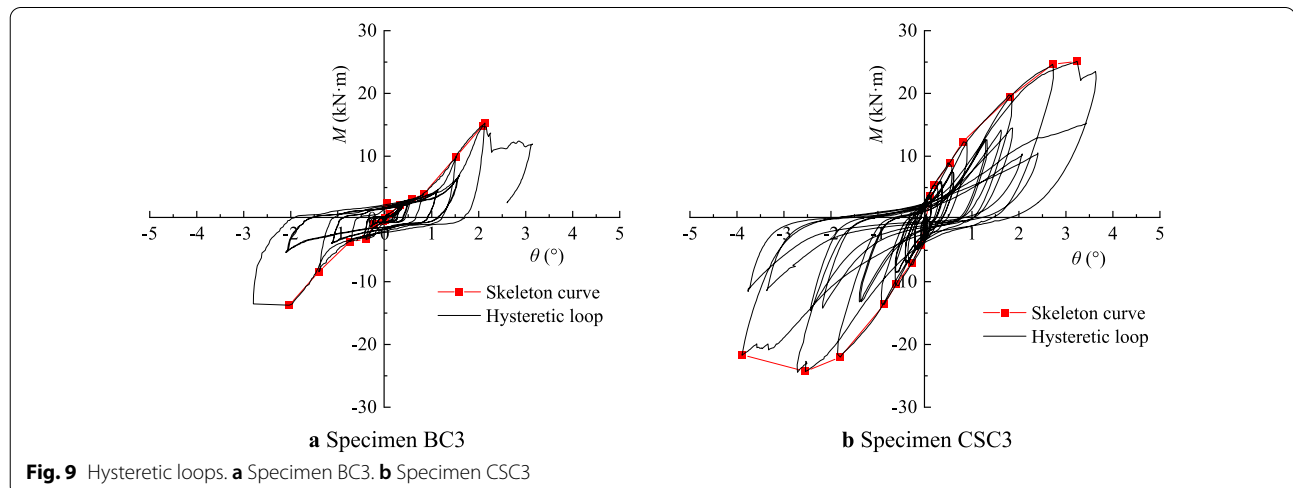 30
20
10
-10
-20
-30
-5 -4 -3 -2 -1 0 1 2 3 4 5
M (kN·m)
θ (°)
Skeleton curve
Hysteretic loop
a Specimen BC3
30
20
10
-10
-20
-30
-5 -4 -3 -2 -1 0 1 2 3 4 5
M (kN·m)
θ (°)
Skeleton curve
Hysteretic loop
b Specimen CSC3
Fig. 9 Hysteretic loops. a Specimen BC3. b Specimen CSC3